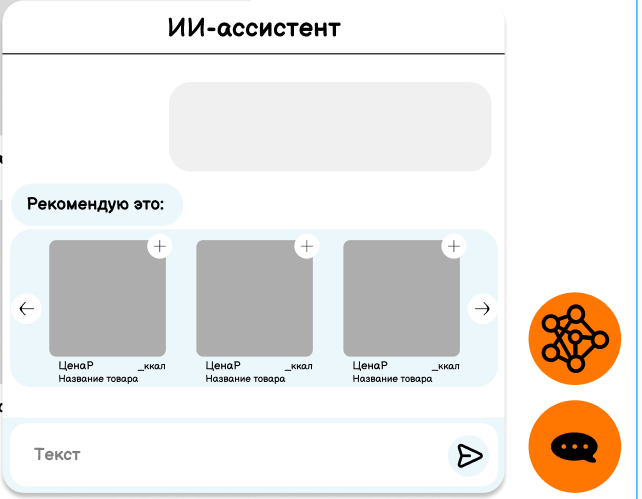 ИИ-ассистент
Рекомендую это:
ЦенаР _ккал
Название товара
ЦенаР _ккал
Название товара
ЦенаР _ккал
Название товара
Текст